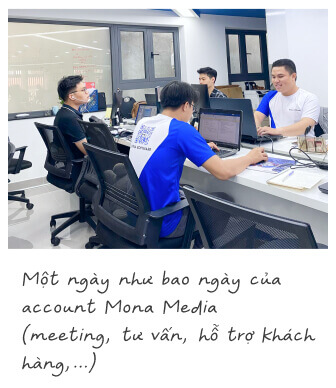 Một ngày như bao ngày của
account Mona Media
(meeting, tư vấn, hỗ trợ khách
hàng,...)